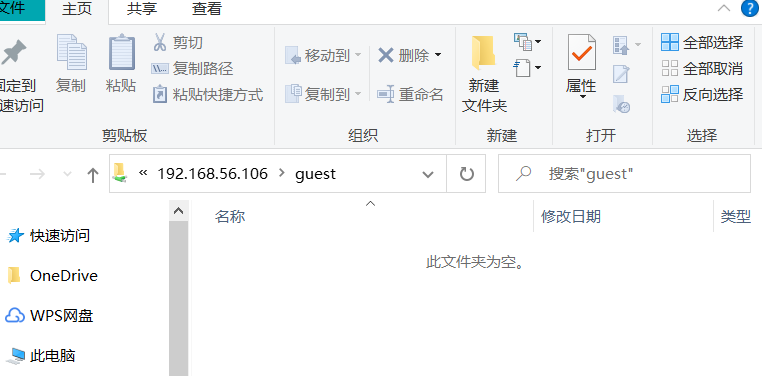 文件 主页 共享 查看
固定到
快速访问
复制
粘贴
剪切
复制路径
粘贴快捷方式
剪贴板
移动到
复制到
删除
重命名
组织
新建
文件夹
新建
属性
打开
全部选择
全部取消
反向选择
选择
« 192.168.56.106 guest
搜索"guest"
快速访问
OneDrive
WPS网盘
此电脑
名称 修改日期 类型
此文件夹为空。